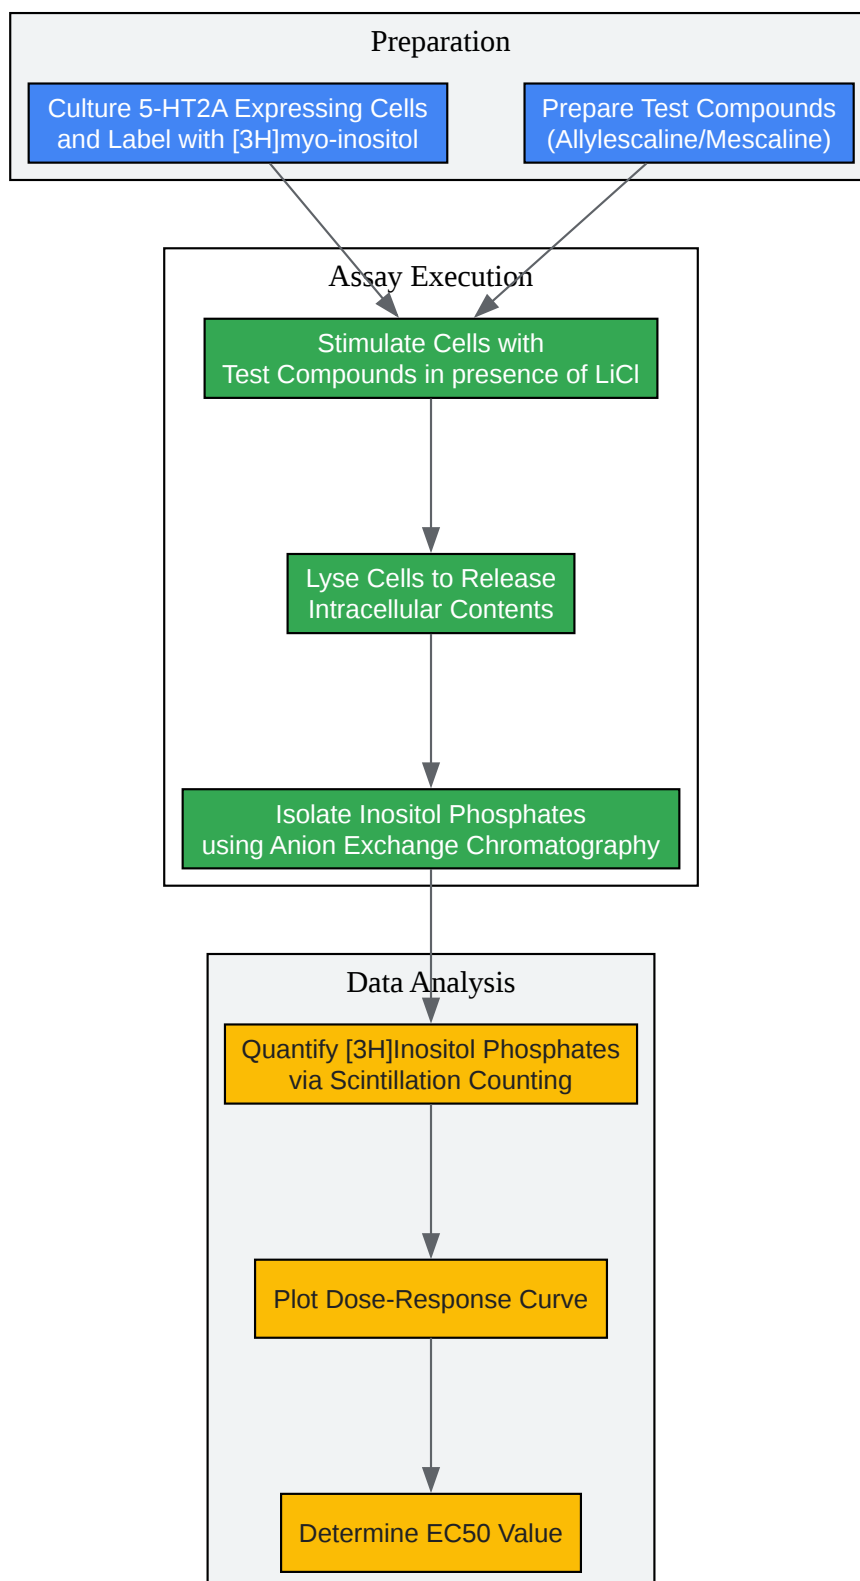 Preparation
Culture 5-HT2A Expressing Cells
and Label with [3H]myo-inositol
Prepare Test Compounds
(Allylescaline/Mescaline)
Assay Execution
Stimulate Cells with
Test Compounds in presence of LiCl
Lyse Cells to Release
Intracellular Contents
Isolate Inositol Phosphates
using Anion Exchange Chromatography
Data Analysis
Quantify [3H]Inositol Phosphates
via Scintillation Counting
Plot Dose-Response Curve
Determine EC50 Value